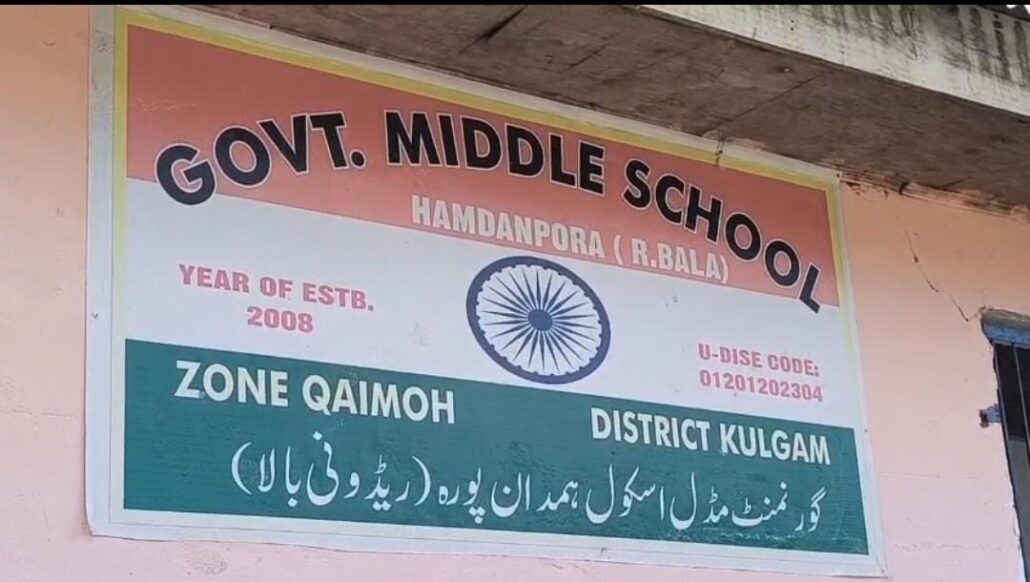 GOVT. MIDDLE SCHOOL
HAMDANPORA ( R.BALA)
YEAR OF ESTB.
2008
U-DISE CODE:
01201202304
ZONE QAIMOH
DISTRICT KULGAM
گورنمنٹ مڈل اسکول ہمدان پورہ (ریڈونی بالا)